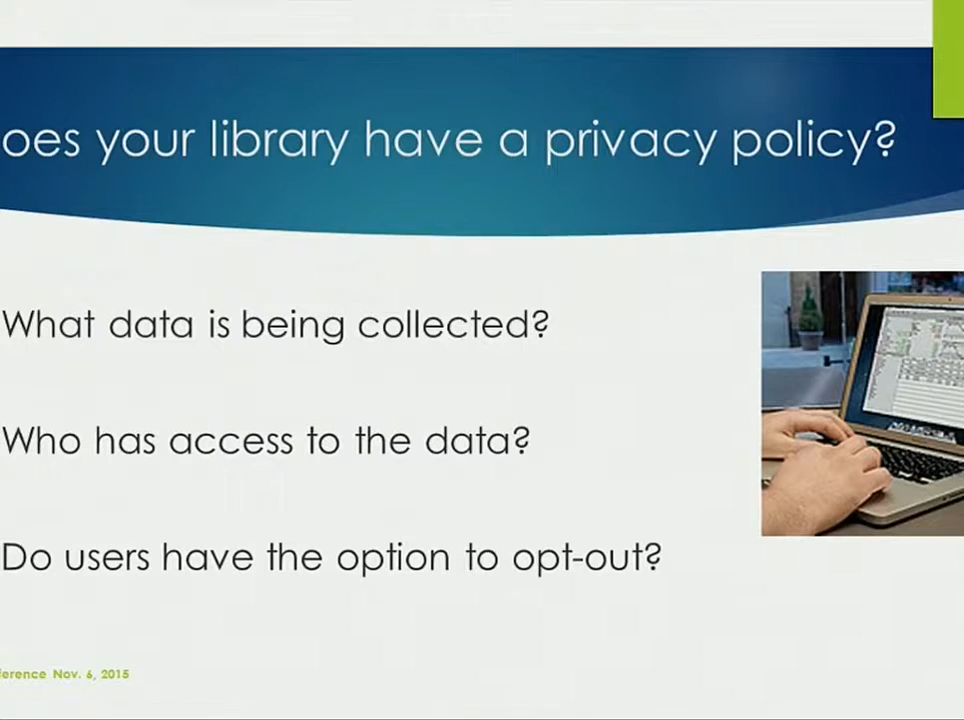 oes your library have a privacy policy?
What data is being collected?
Who has access to the data?
Do users have the option to opt-out?
ference Nov. 6, 2015